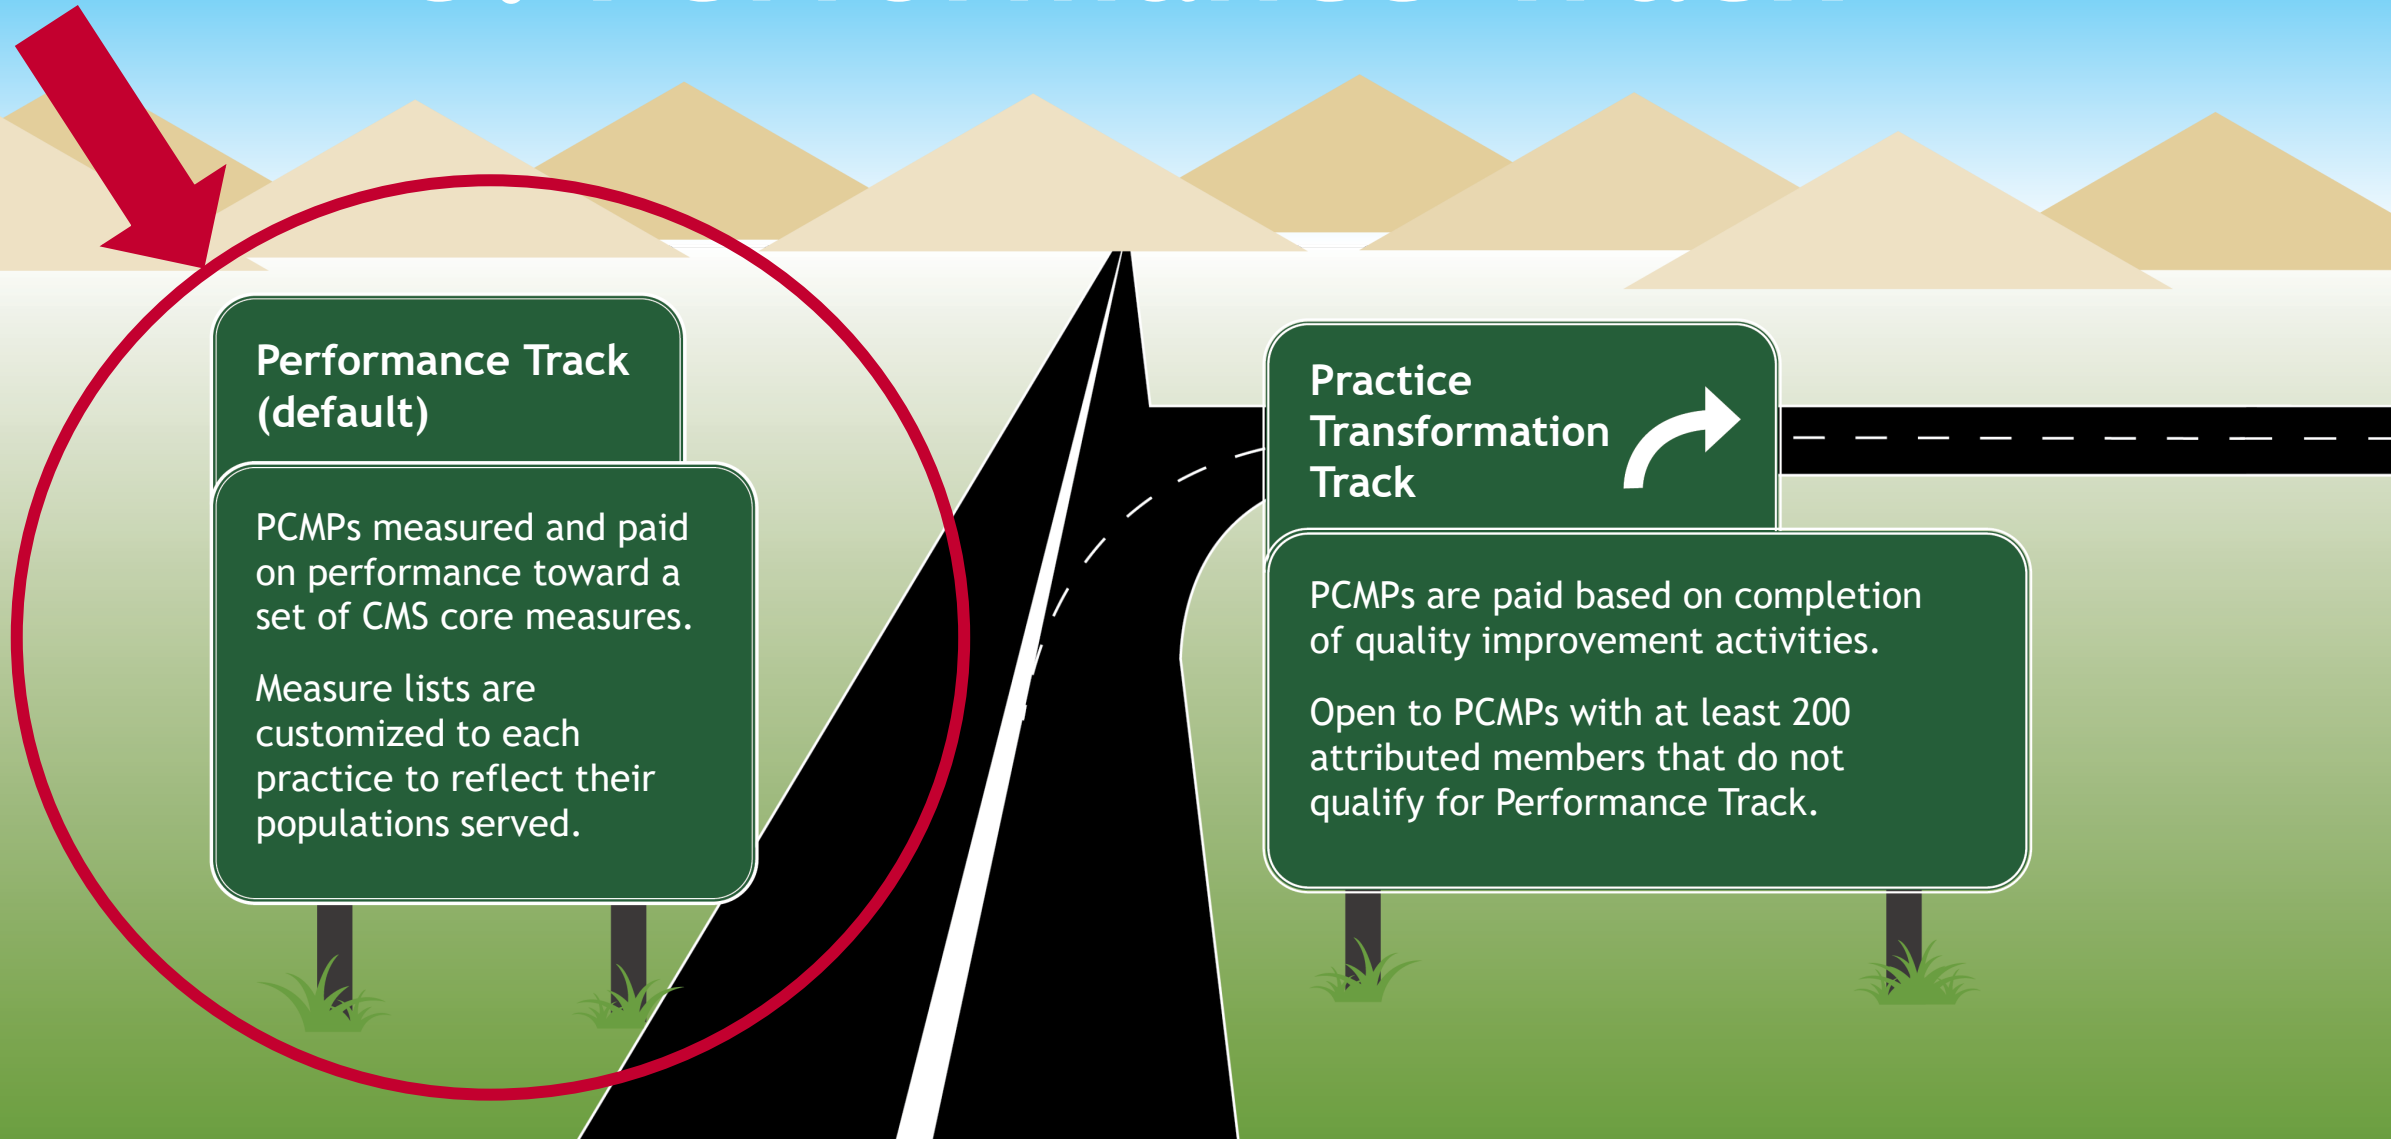 Performance Track
(default)
PCMPs measured and paid
on performance toward a
set of CMS core measures.
Measure lists are
customized to each
practice to reflect their
populations served.
Practice
Transformation
Track
PCMPs are paid based on completion
of quality improvement activities.
Open to PCMPs with at least 200
attributed members that do not
qualify for Performance Track.